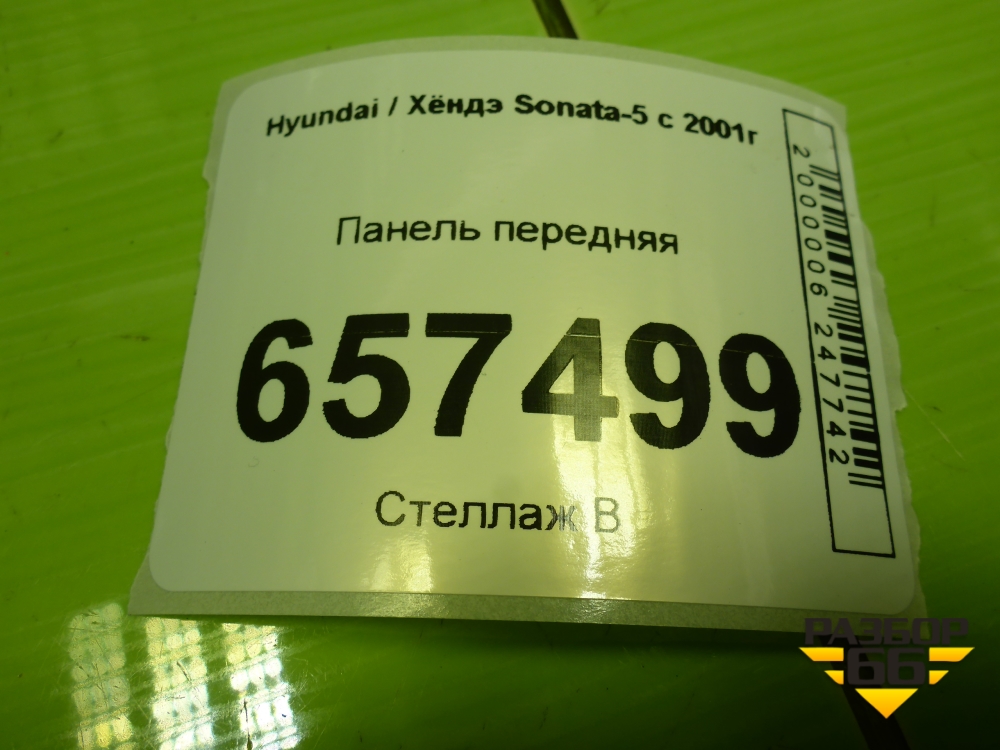 Hyundai / Хёндэ Sonata-5 с 2001г
Панель передняя
657499
Стеллаж В
2000006247742
РАЗБОР
66